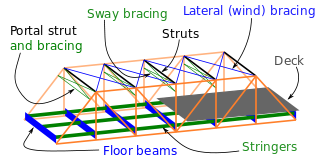 Sway bracing
Lateral (wind) bracing
Portal strut
and bracing
Struts
Deck
Floor beams
Stringers